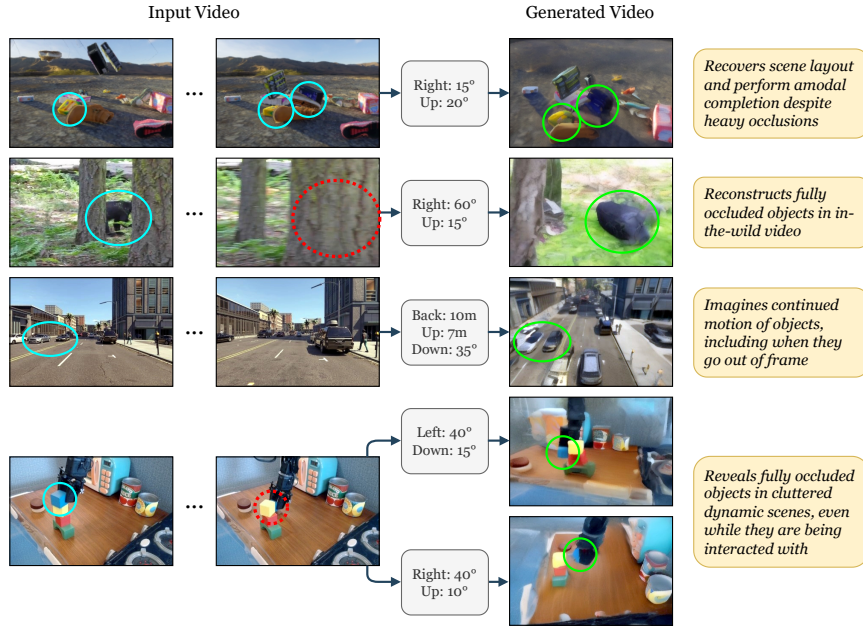 Input Video
Generated Video
...
Right: 15°
Up: 20°
Recovers scene layout
and perform amodal
completion despite
heavy occlusions
...
Right: 60°
Up: 15°
Reconstructs fully
occluded objects in in-
the-wild video
...
Back: 10m
Up: 7m
Down: 35°
Imagines continued
motion of objects,
including when they
go out of frame
...
Left: 40°
Down: 15°
Right: 40°
Up: 10°
Reveals fully occluded
objects in cluttered
dynamic scenes, even
while they are being
interacted with